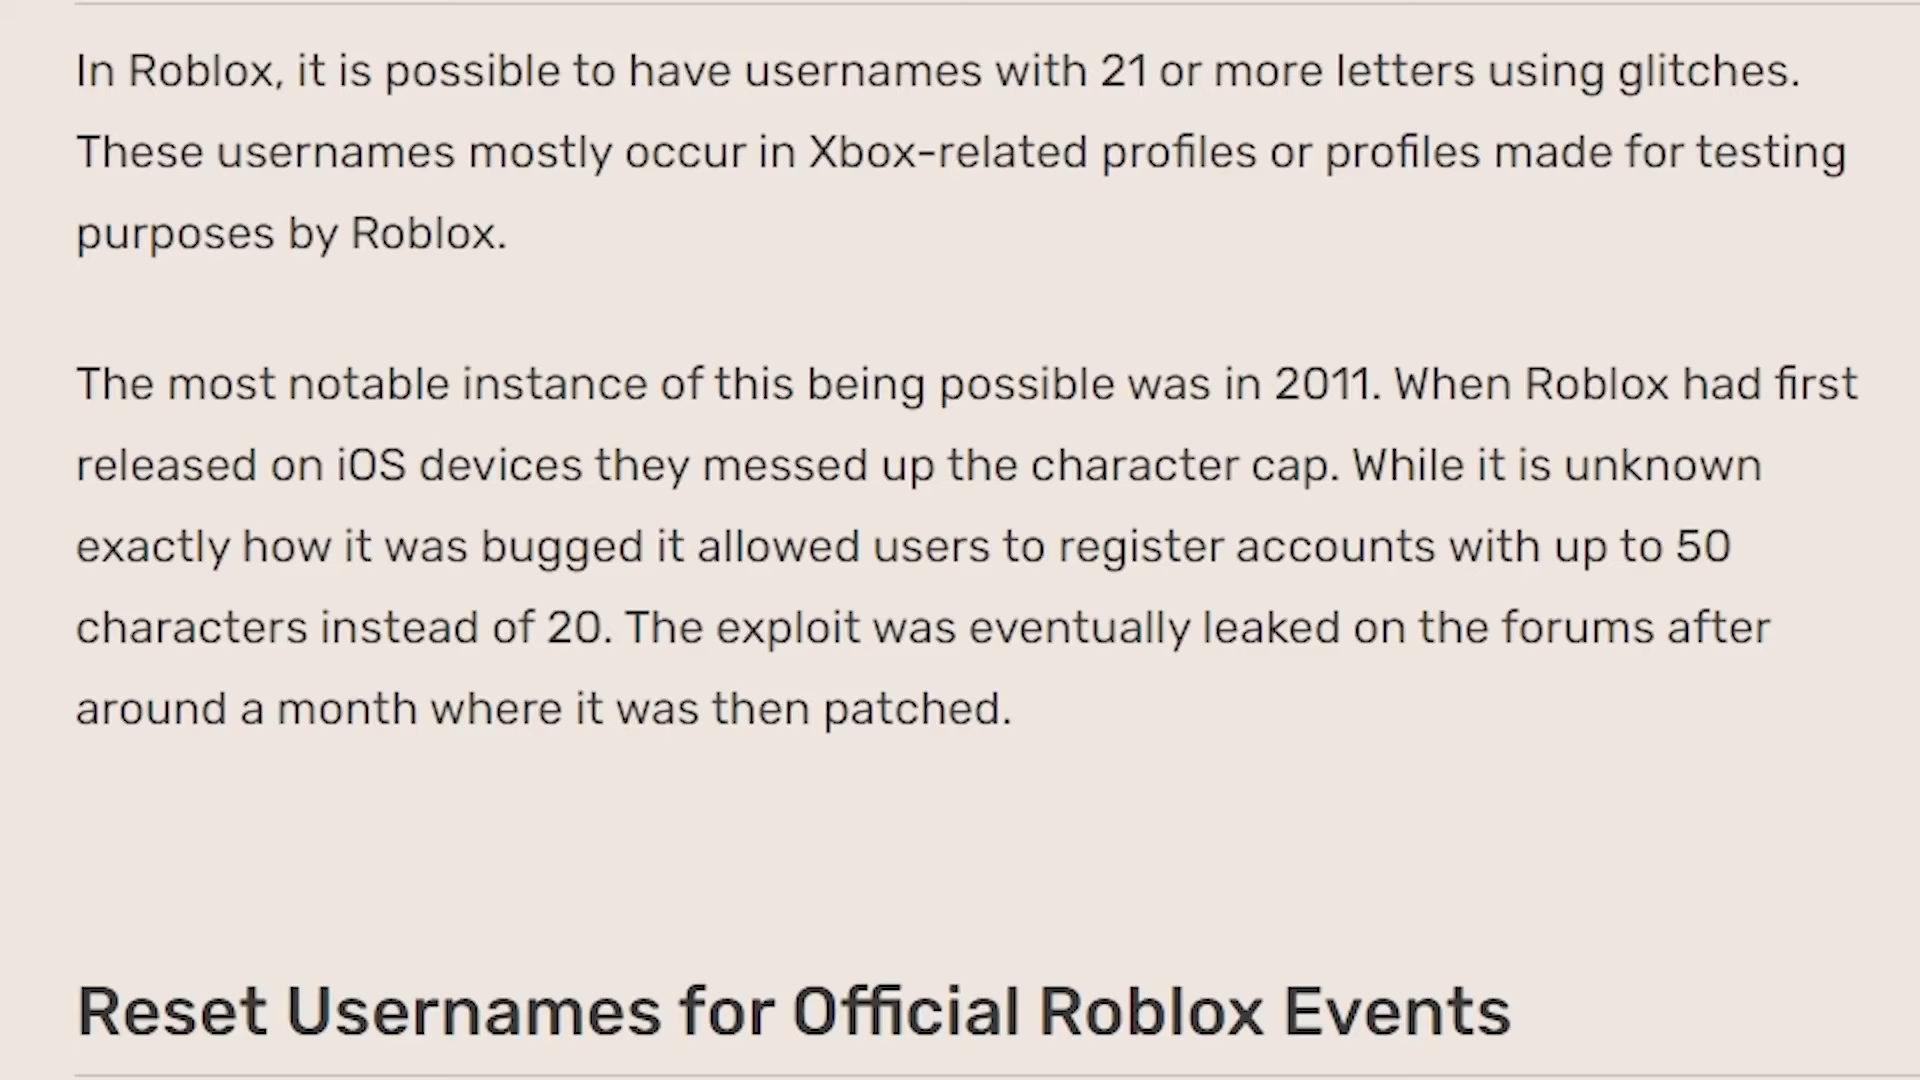 In Roblox, it is possible to have usernames with 21 or more letters using glitches.
These usernames mostly occur in Xbox-related profiles or profiles made for testing
purposes by Roblox.
The most notable instance of this being possible was in 2011. When Roblox had first
released on iOS devices they messed up the character cap. While it is unknown
exactly how it was bugged it allowed users to register accounts with up to 50
characters instead of 20. The exploit was eventually leaked on the forums after
around a month where it was then patched.
Reset Usernames for Official Roblox Events